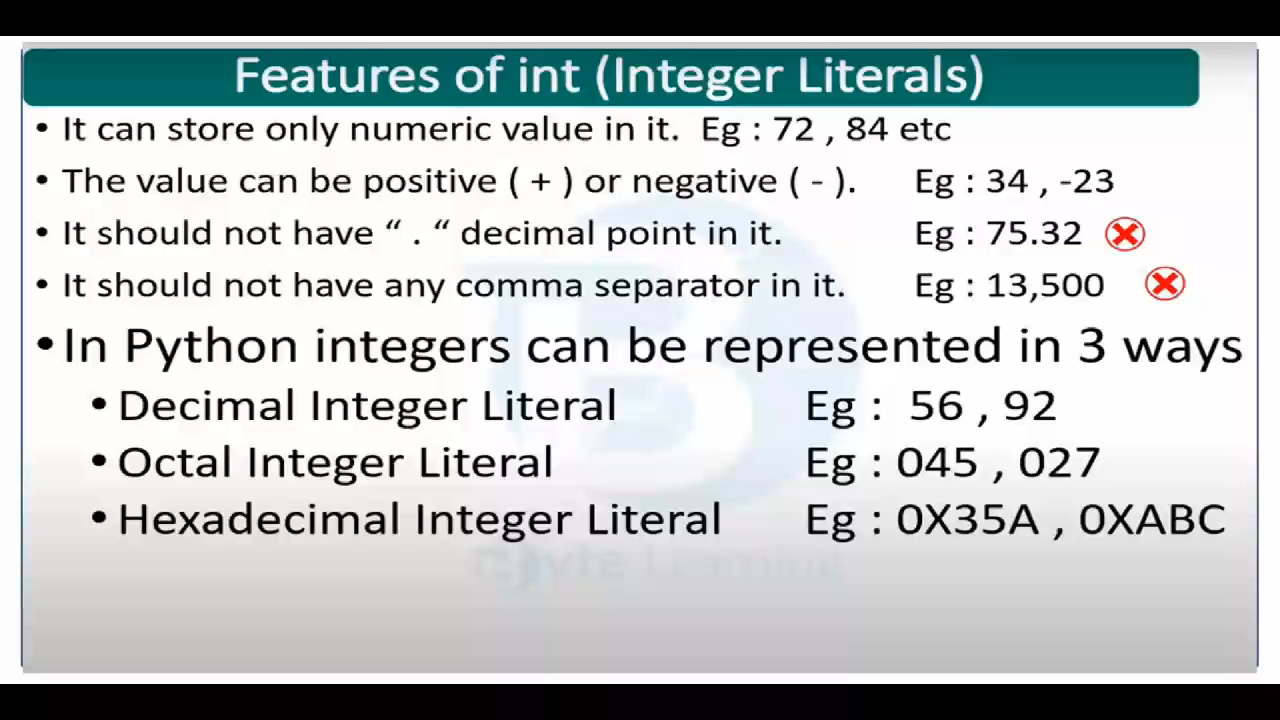 Features of int (Integer Literals)
• It can store only numeric value in it. Eg : 72 , 84 etc
• The value can be positive ( + ) or negative ( - ). Eg : 34 , -23
• It should not have “ . “ decimal point in it. Eg : 75.32
• It should not have any comma separator in it. Eg : 13,500
• In Python integers can be represented in 3 ways
• Decimal Integer Literal Eg : 56 , 92
• Octal Integer Literal Eg : 045 , 027
• Hexadecimal Integer Literal Eg : 0X35A , 0XABC
Learning